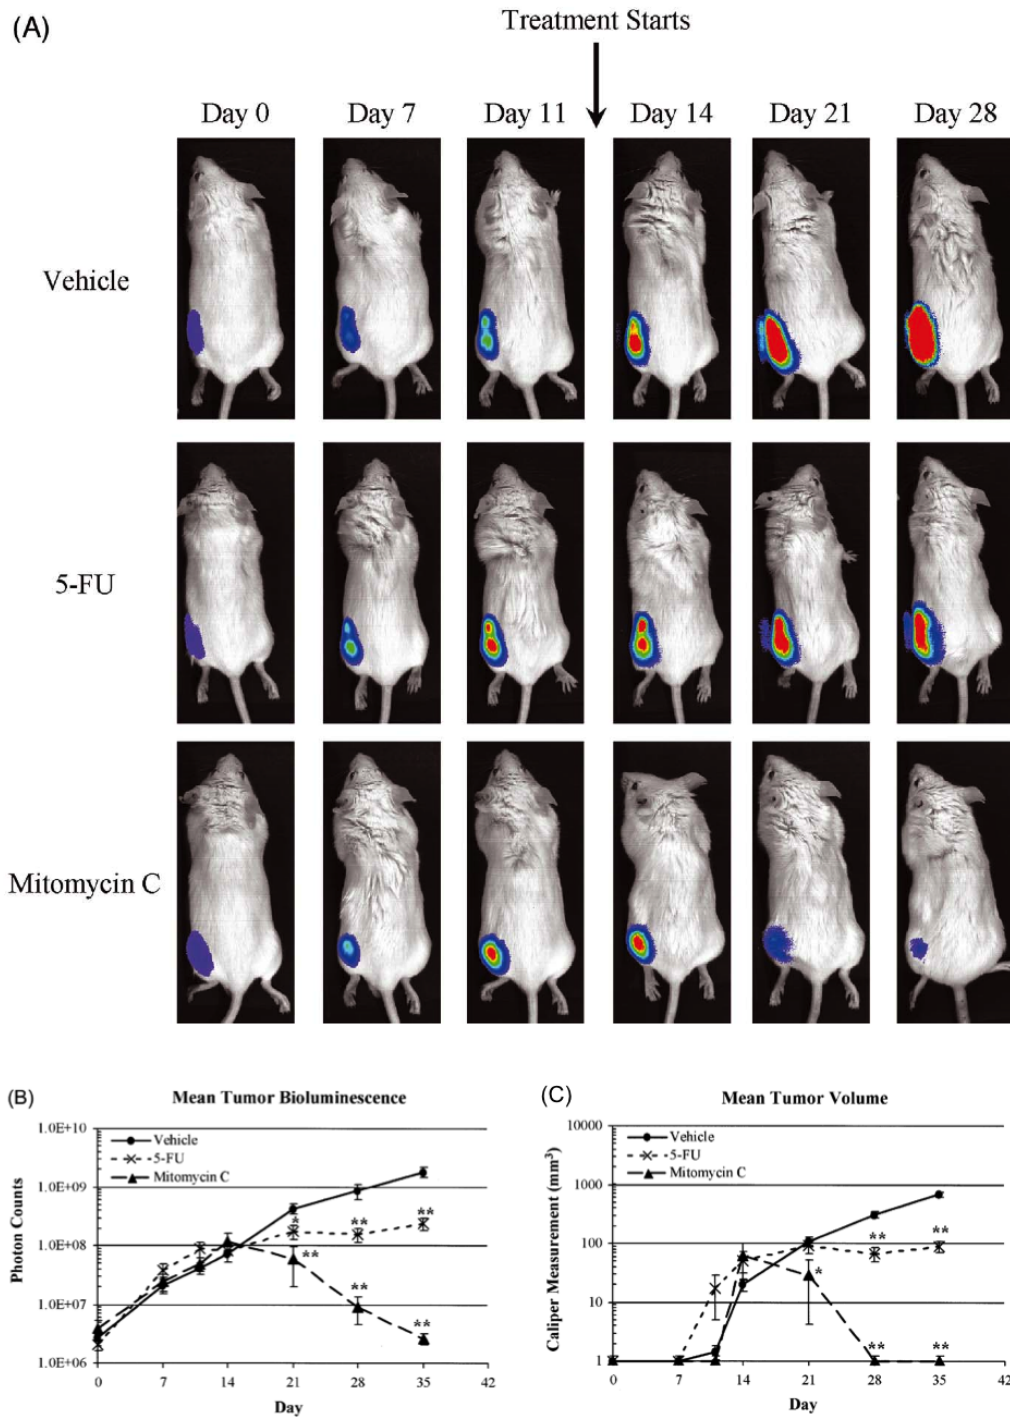 (A)
Treatment Starts
Day 0 Day 7 Day 11 Day 14 Day 21 Day 28
Vehicle
5-FU
Mitomycin C
(B) Mean Tumor Bioluminescence
1.0E+10
1.0E+09
1.0E+08
1.0E+07
1.0E+06
Photon Counts
Vehicle
5-FU
Mitomycin C
* ** **
** ** **
0 7 14 21 28 35 42
Day
(C) Mean Tumor Volume
10000
1000
100
10
1
Caliper Measurement (mm³)
Vehicle
5-FU
Mitomycin C
** **
* ** **
0 7 14 21 28 35 42
Day